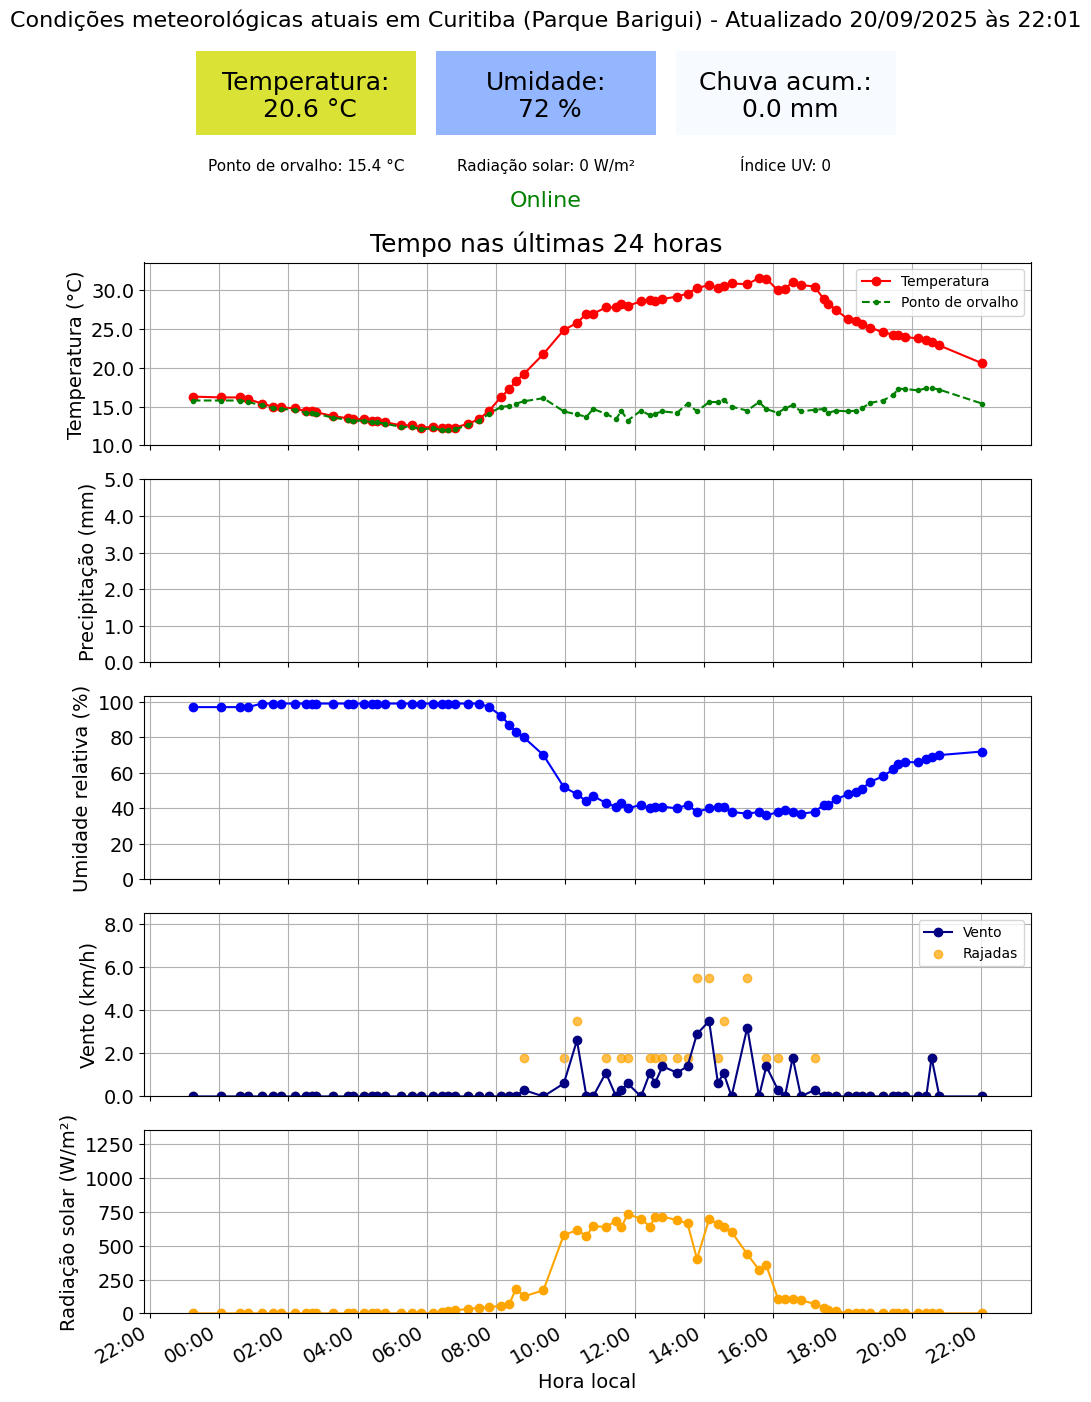 Condições meteorológicas atuais em Curitiba (Parque Barigui) - Atualizado 20/09/2025 às 22:01
Temperatura:
20.6 °C
Umidade:
72 %
Chuva acum.:
0.0 mm
Ponto de orvalho: 15.4 °C
Radiação solar: 0 W/m²
Índice UV: 0
Online
Tempo nas últimas 24 horas
Temperatura (°C)
30.0
25.0
20.0
15.0
10.0
Temperatura
Ponto de orvalho
Precipitação (mm)
5.0
4.0
3.0
2.0
1.0
0.0
Umidade relativa (%)
100
80
60
40
20
0
Vento (km/h)
8.0
6.0
4.0
2.0
0.0
Vento
Rajadas
Radiação solar (W/m²)
1250
1000
750
500
250
0
22:00
00:00
02:00
04:00
06:00
08:00
10:00
12:00
14:00
16:00
18:00
20:00
22:00
Hora local